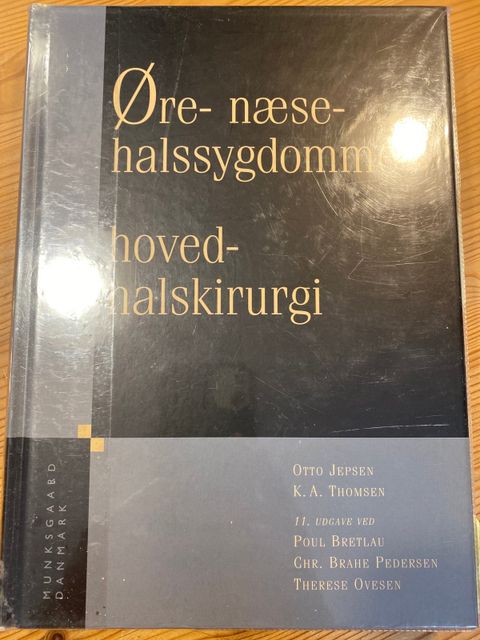 Øre- næse-
halssygdomme
hoved-
halskirurgi
OTTO JEPSEN
K. A. THOMSEN
11. UDGAVE VED
POUL BRETLAU
CHR. BRAHE PEDERSEN
THERESE OVESEN
MUNKSGAARD
DANMARK